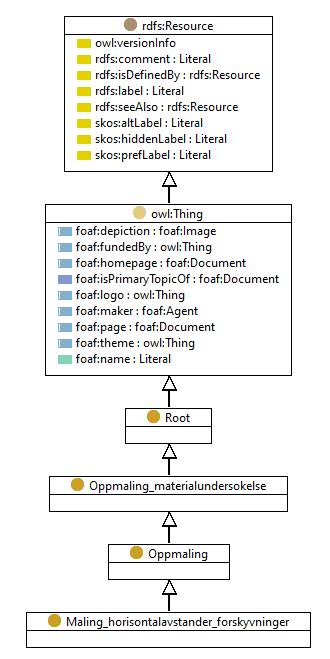 rdfs:Resource
owl:versionInfo
rdfs:comment : Literal
rdfs:isDefinedBy : rdfs:Resource
rdfs:label : Literal
rdfs:seeAlso : rdfs:Resource
skos:altLabel : Literal
skos:hiddenLabel : Literal
skos:prefLabel : Literal
owl:Thing
foaf:depiction : foaf:Image
foaf:fundedBy : owl:Thing
foaf:homepage : foaf:Document
foaf:isPrimaryTopicOf : foaf:Document
foaf:logo : owl:Thing
foaf:maker : foaf:Agent
foaf:page : foaf:Document
foaf:theme : owl:Thing
foaf:name : Literal
Root
Oppmaling_materialundersokelse
Oppmaling
Maling_horisontalavstander_forskyvninger